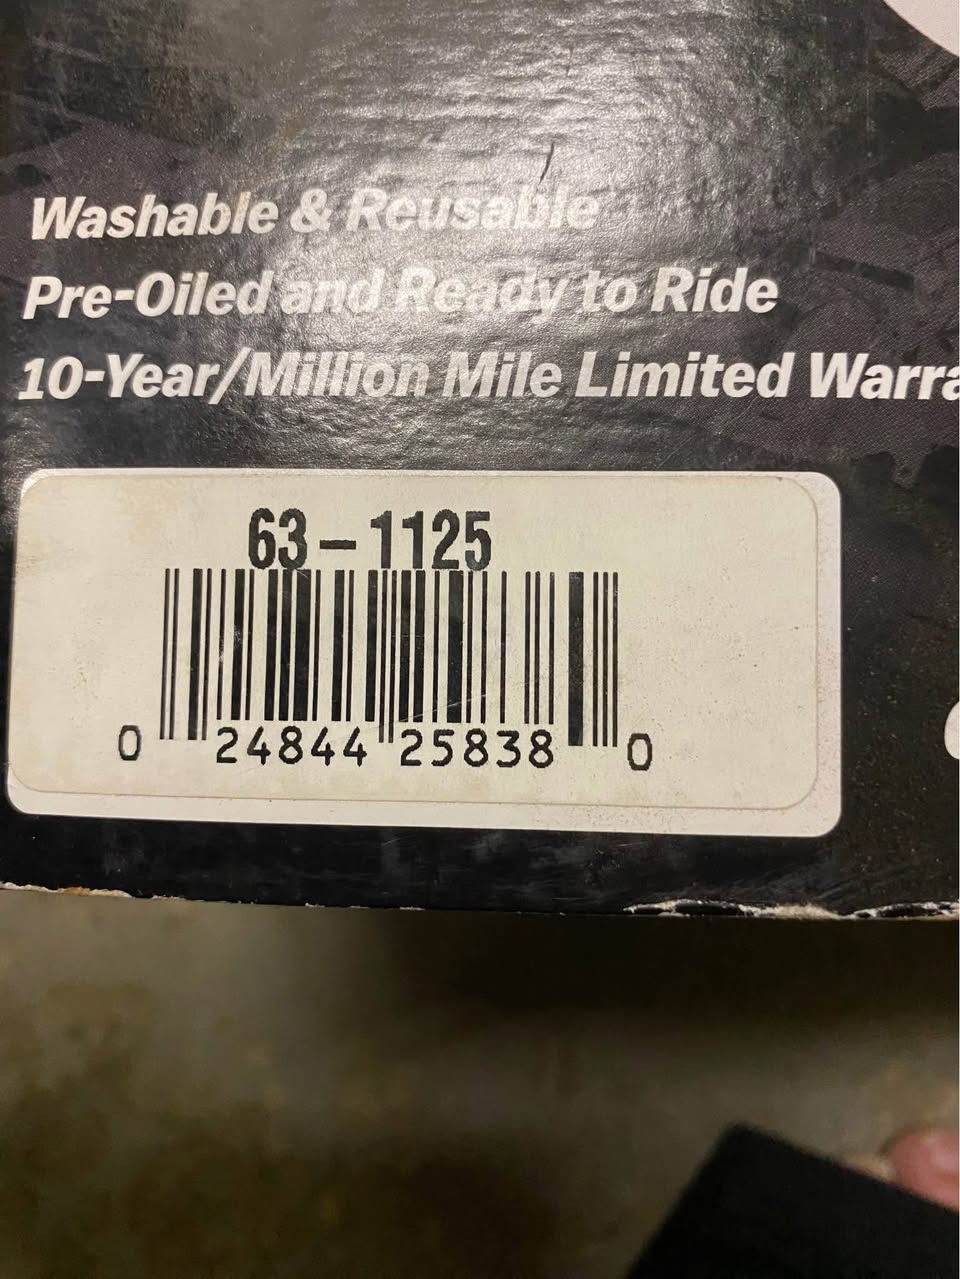 Washable & Reusable
Pre-Oiled and Ready to Ride
10-Year/Million Mile Limited Warra
63-1125
0 24844 25838 0